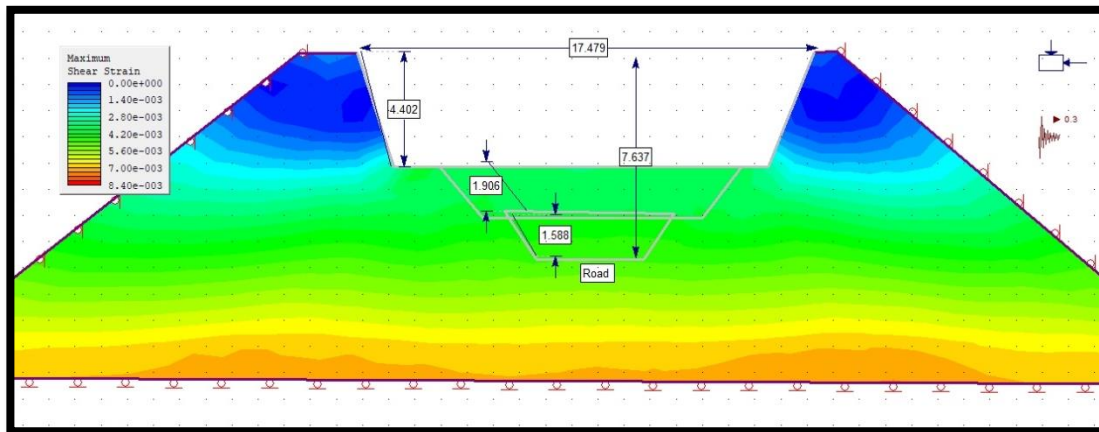 17.479
Maximum
Shear Strain
0.00e+000
1.40e-003
2.80e-003
4.20e-003
5.60e-003
7.00e-003
8.40e-003
4.402
0.3
7.637
1.906
1.588
Road